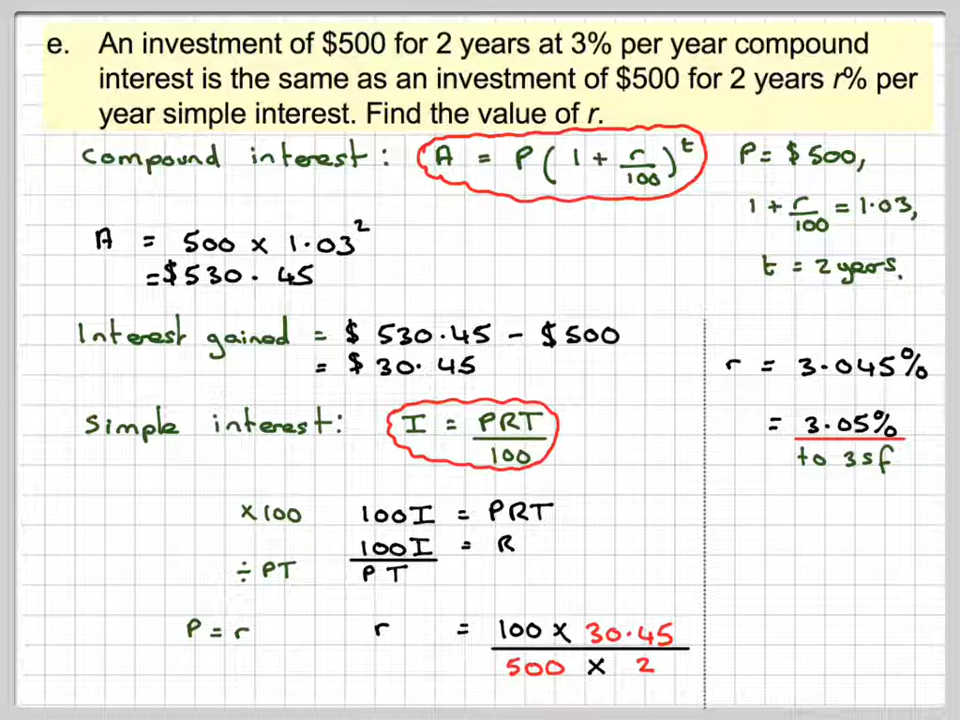 e. An investment of $500 for 2 years at 3% per year compound
interest is the same as an investment of $500 for 2 years r% per
year simple interest. Find the value of r.
Compound interest: A = P(1 + r/100)^t
P = $500,
1 + r/100 = 1.03,
t = 2 years.
A = 500 × 1.03²
= $530.45
Interest gained = $530.45 - $500
= $30.45
Simple interest: I = PRT/100
×100 100I = PRT
÷ PT 100I/PT = R
P = r r = 100 × 30.45/500 × 2
r = 3.045%
= 3.05%
to 3sf